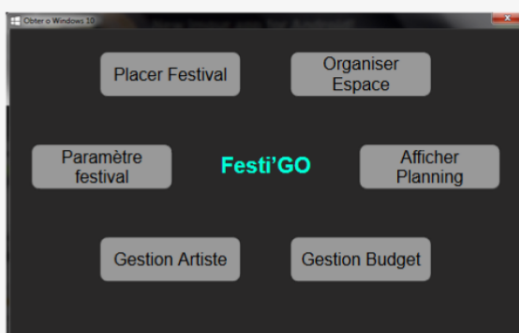 Obter o Windows 10
Placer Festival
Organiser
Espace
Paramètre
festival
Festi'GO
Afficher
Planning
Gestion Artiste
Gestion Budget